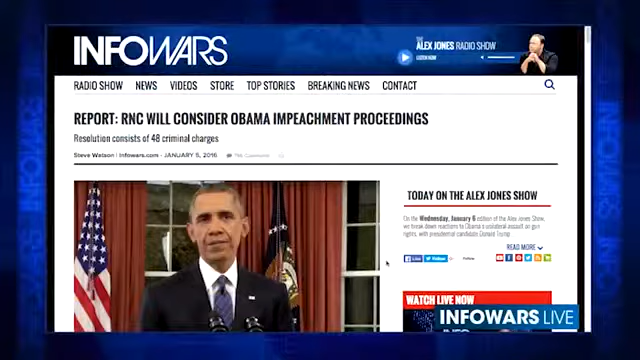 INFOWARS
THE
ALEX JONES RADIO SHOW
LISTEN NOW
RADIO SHOW NEWS VIDEOS STORE TOP STORIES BREAKING NEWS CONTACT
REPORT: RNC WILL CONSIDER OBAMA IMPEACHMENT PROCEEDINGS
Resolution consists of 48 criminal charges
Steve Watson | Infowars.com - JANUARY 5, 2016 Comments
TODAY ON THE ALEX JONES SHOW
On the Wednesday, January 6 edition of the Alex Jones Show,
we break down reactions to Obama's unilateral assault on gun
rights, with presidential candidate Donald Trump.
READ MORE
Like Follow Follow
WATCH LIVE NOW
INFOWARS LIVE